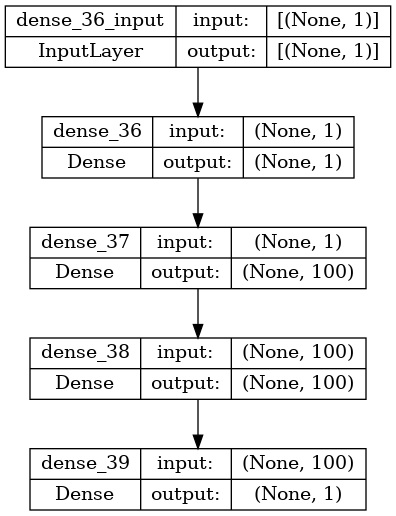 dense_36_input input: [(None, 1)]
InputLayer output: [(None, 1)]
dense_36 input: (None, 1)
Dense output: (None, 1)
dense_37 input: (None, 1)
Dense output: (None, 100)
dense_38 input: (None, 100)
Dense output: (None, 100)
dense_39 input: (None, 100)
Dense output: (None, 1)